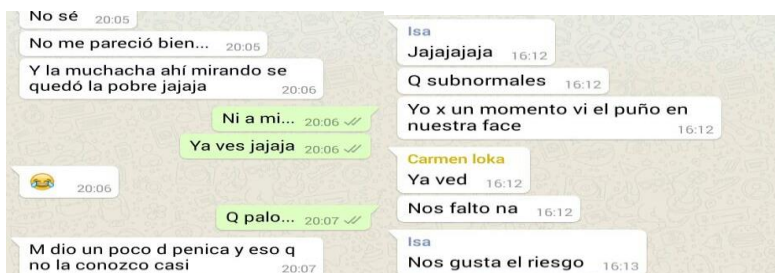 No sé 20:05
No me pareció bien... 20:05
Y la muchacha ahí mirando se
quedó la pobre jajaja 20:06
Ni a mi... 20:06
Ya ves jajaja 20:06
20:06
Q palo... 20:07
M dio un poco d penica y eso q
no la conozco casi 20:07
Isa
Jajajajaja 16:12
Q subnormales 16:12
Yo x un momento vi el puño en
nuestra face 16:12
Carmen loka
Ya ved 16:12
Nos falto na 16:12
Isa
Nos gusta el riesgo 16:13